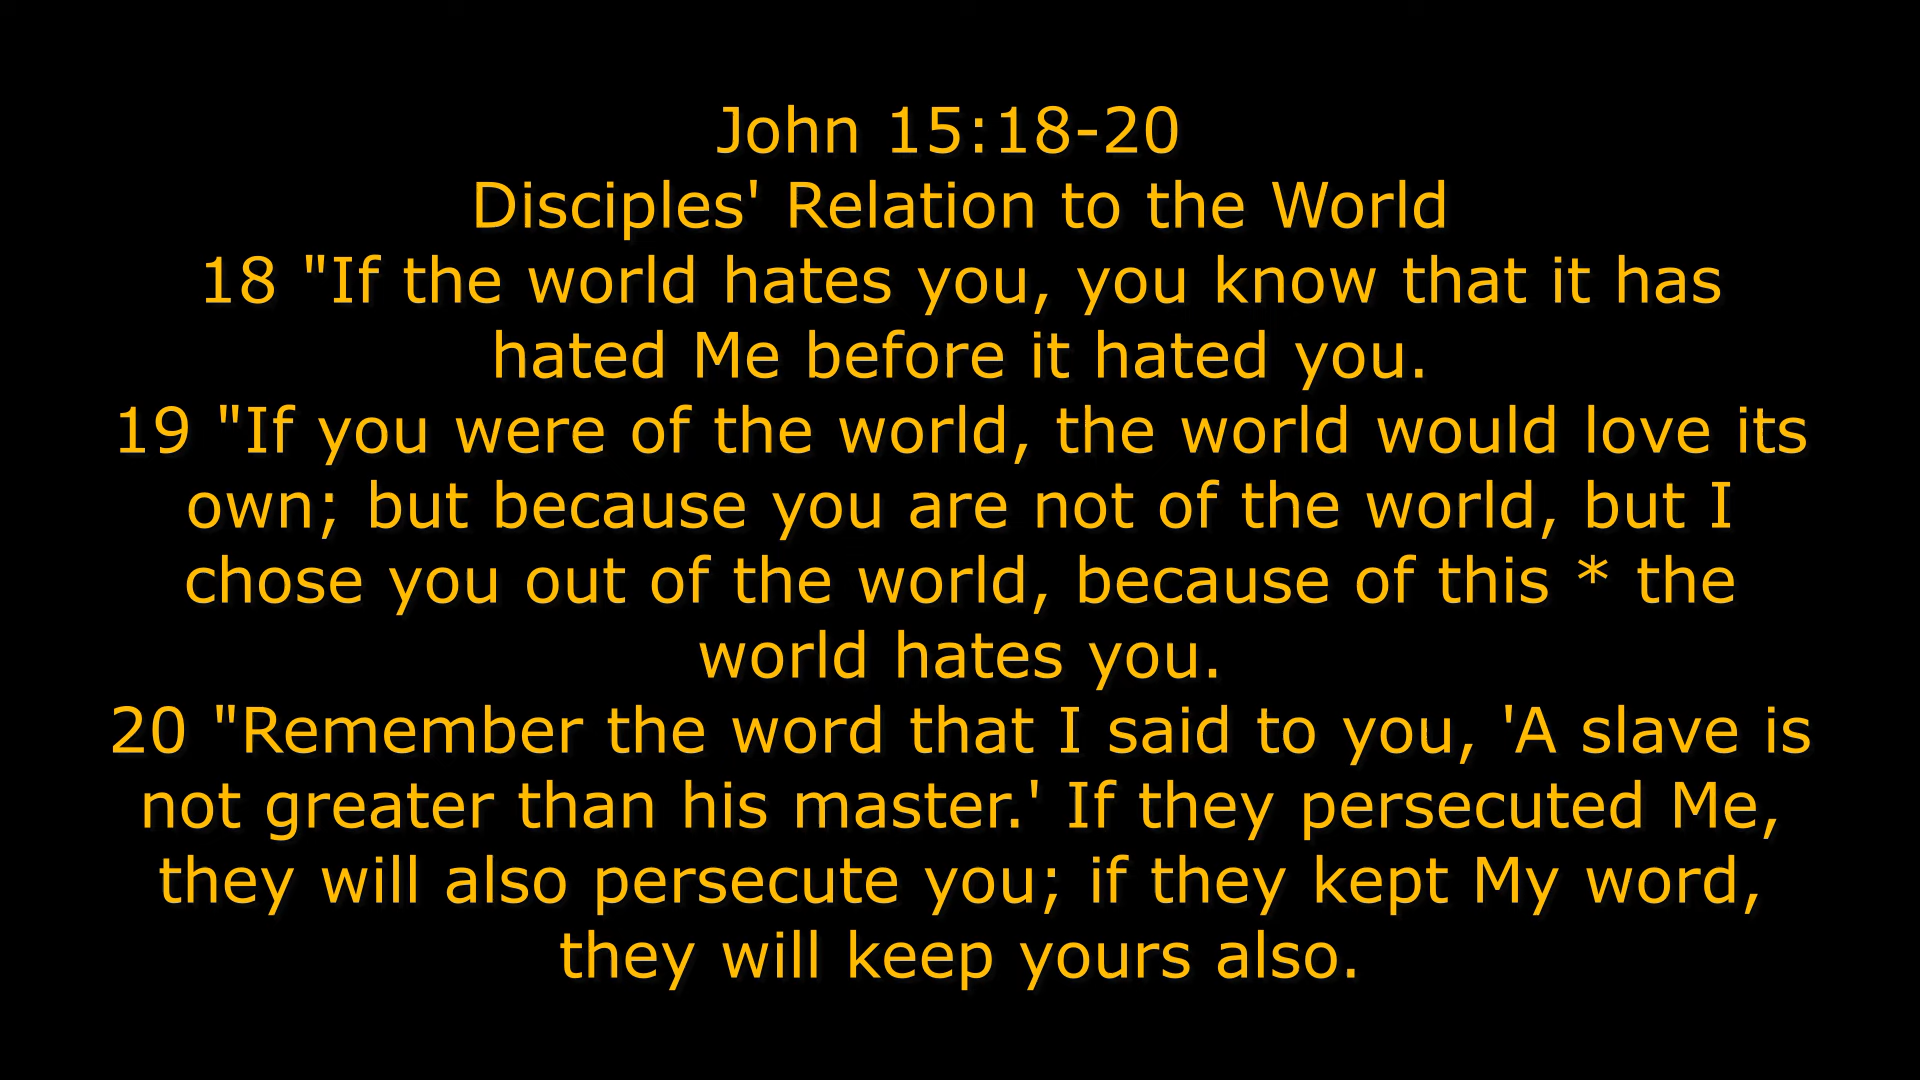 John 15:18-20
Disciples' Relation to the World
18 "If the world hates you, you know that it has
hated Me before it hated you.
19 "If you were of the world, the world would love its
own; but because you are not of the world, but I
chose you out of the world, because of this * the
world hates you.
20 "Remember the word that I said to you, 'A slave is
not greater than his master.' If they persecuted Me,
they will also persecute you; if they kept My word,
they will keep yours also.